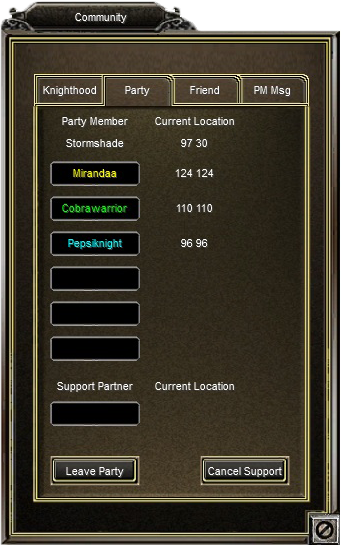 Community
Knighthood Party Friend PM Msg
Party Member Current Location
Stormshade 97 30
Mirandaa 124 124
Cobrawarrior 110 110
Pepsiknight 96 96
Support Partner Current Location
Leave Party Cancel Support